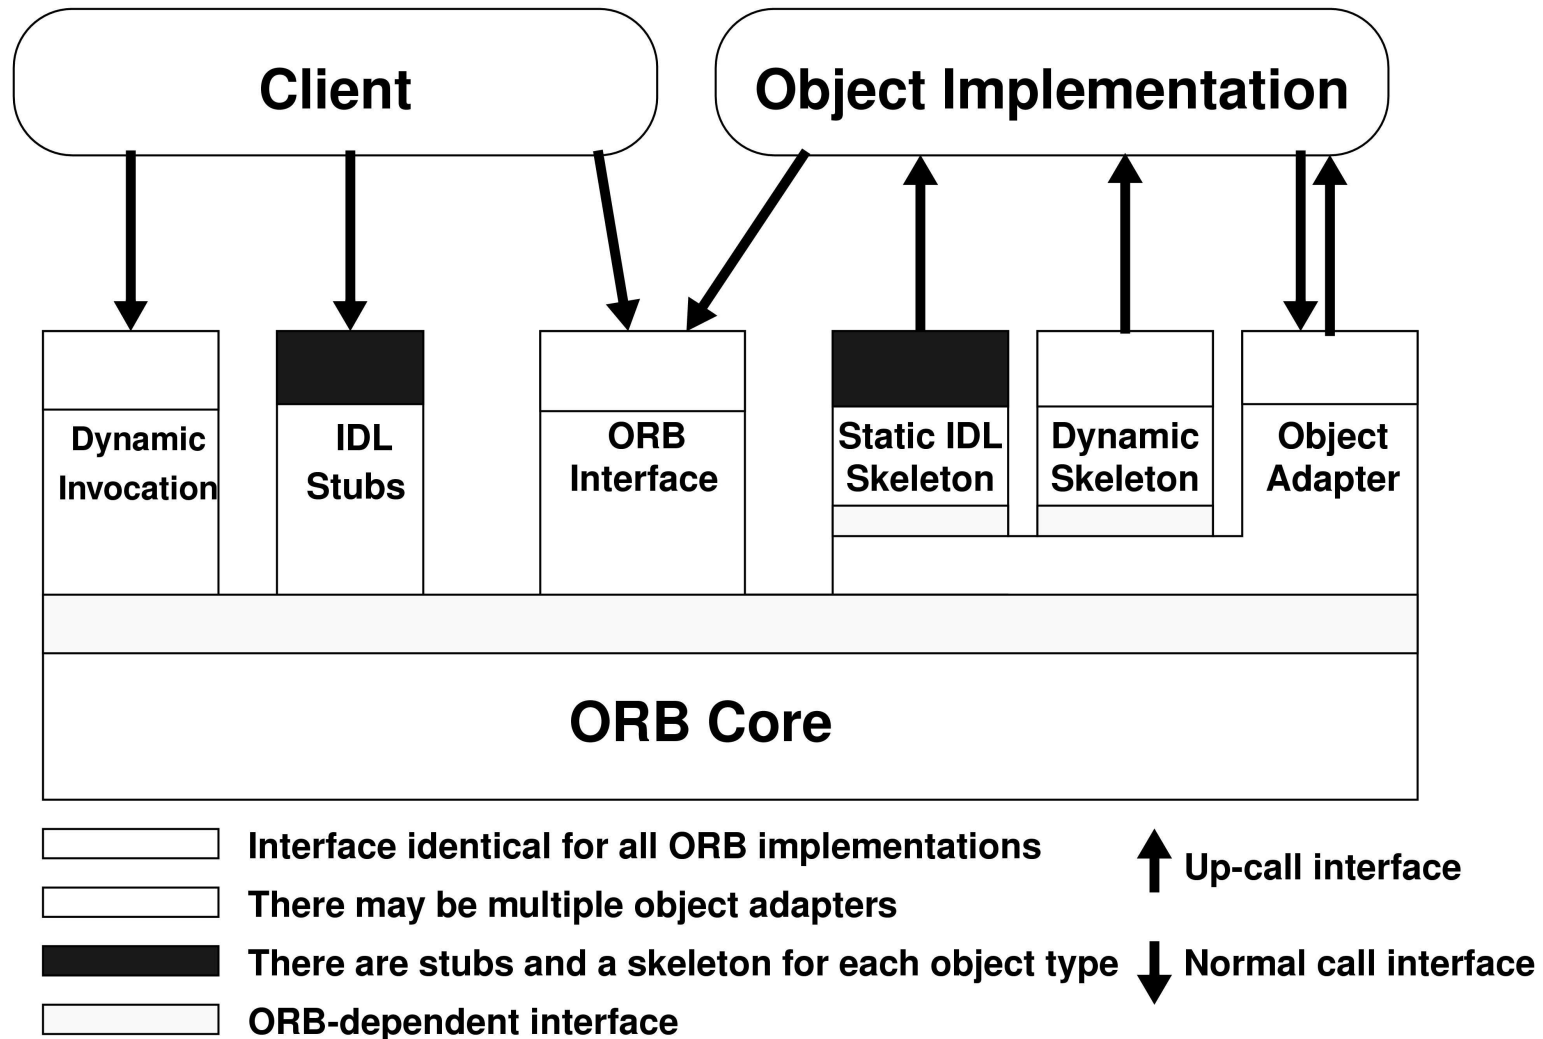 Client
Object Implementation
Dynamic
Invocation
IDL
Stubs
ORB
Interface
Static IDL
Skeleton
Dynamic
Skeleton
Object
Adapter
ORB Core
Interface identical for all ORB implementations
There may be multiple object adapters
There are stubs and a skeleton for each object type
ORB-dependent interface
Up-call interface
Normal call interface